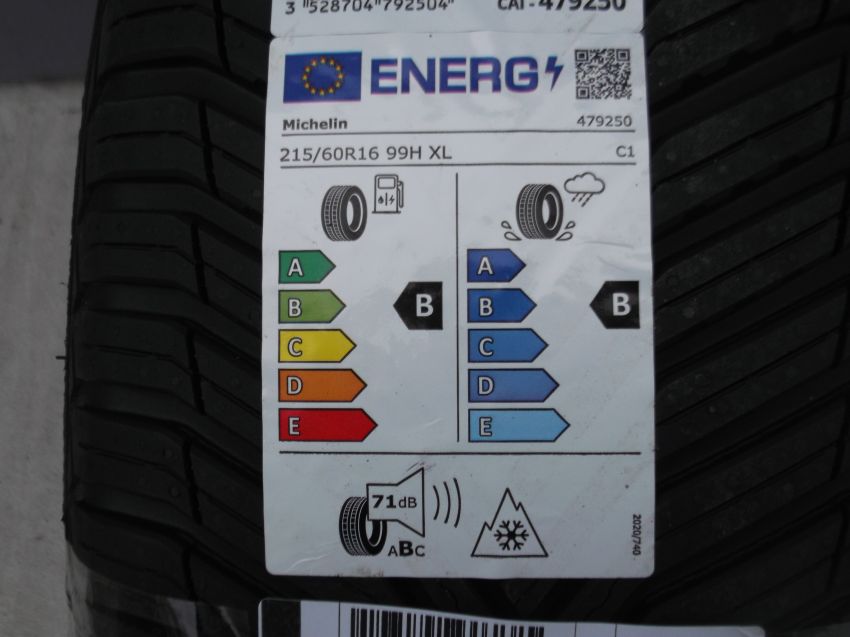 3 "528704"792504" CAI - 479250
ENERG
Michelin 479250
215/60R16 99H XL C1
A A
B B B B
C C
D D
E E
71dB
ABC
2020/740